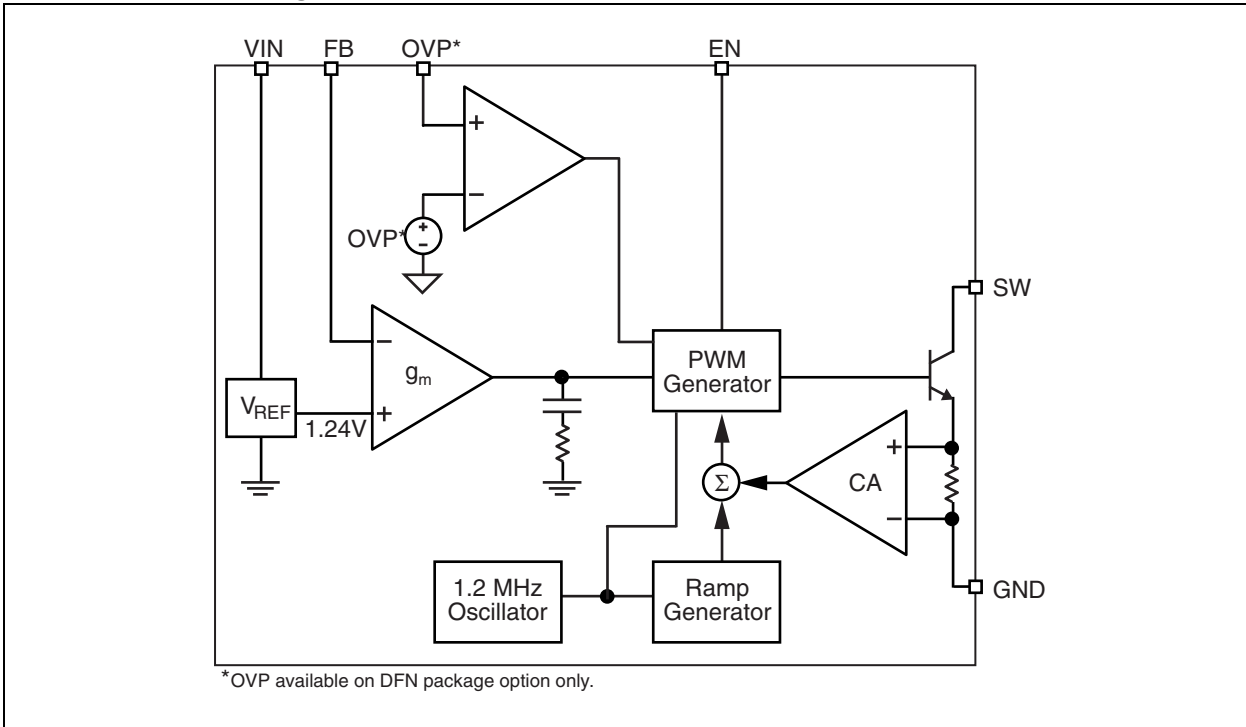 VIN FB OVP* EN
+
−
OVP*
+
−
SW
−
gm
PWM
Generator
VREF
+
1.24V
+
CA
Σ
−
1.2 MHz
Oscillator
Ramp
Generator
GND
*OVP available on DFN package option only.